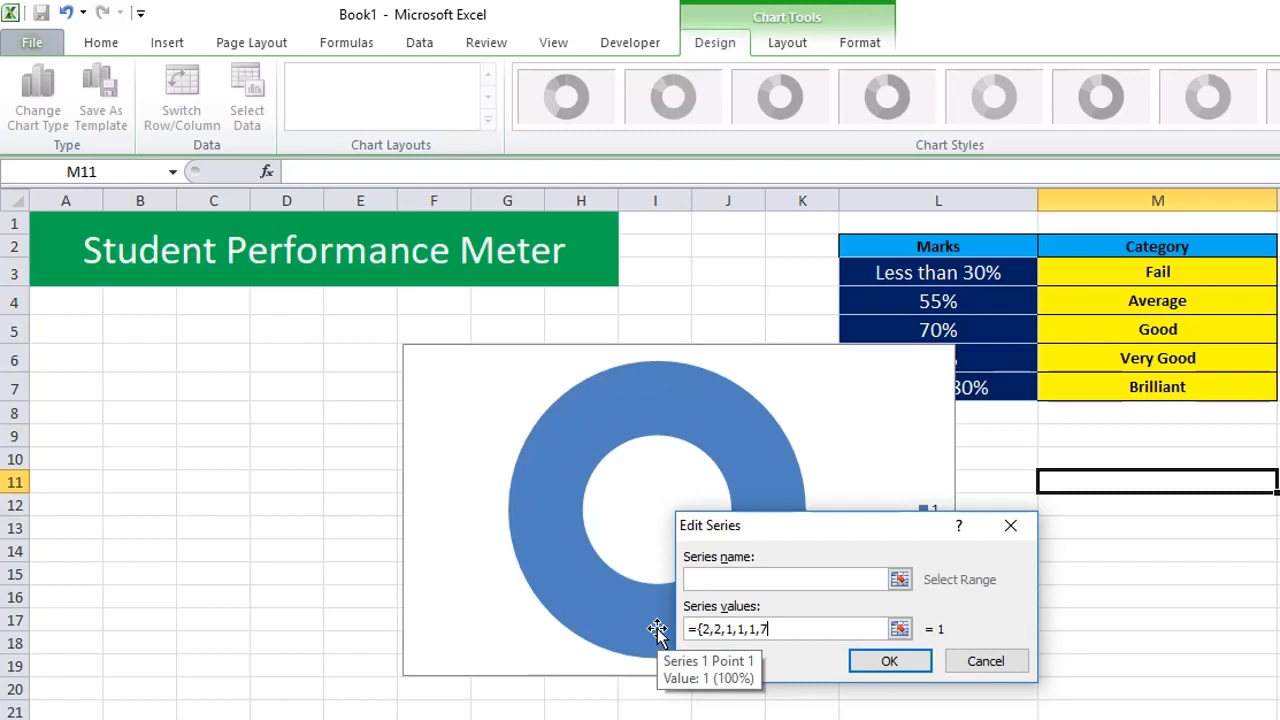 Book1 - Microsoft Excel
Chart Tools
File Home Insert Page Layout Formulas Data Review View Developer Design Layout Format
Change Chart Type
Save As Template
Switch Row/Column
Select Data
Type Data Chart Layouts Chart Styles
M11 fx
A B C D E F G H I J K L M
1
2 Marks Category
Student Performance Meter
3 Less than 30% Fail
4 55% Average
5 70% Good
6 % Very Good
7 80% Brilliant
8
9
10
11
12 1
13
14
15
16
17
18
19
20
21
Edit Series ?
Series name:
Select Range
Series values:
={2,2,1,1,1,7 = 1
OK Cancel
Series 1 Point 1
Value: 1 (100%)